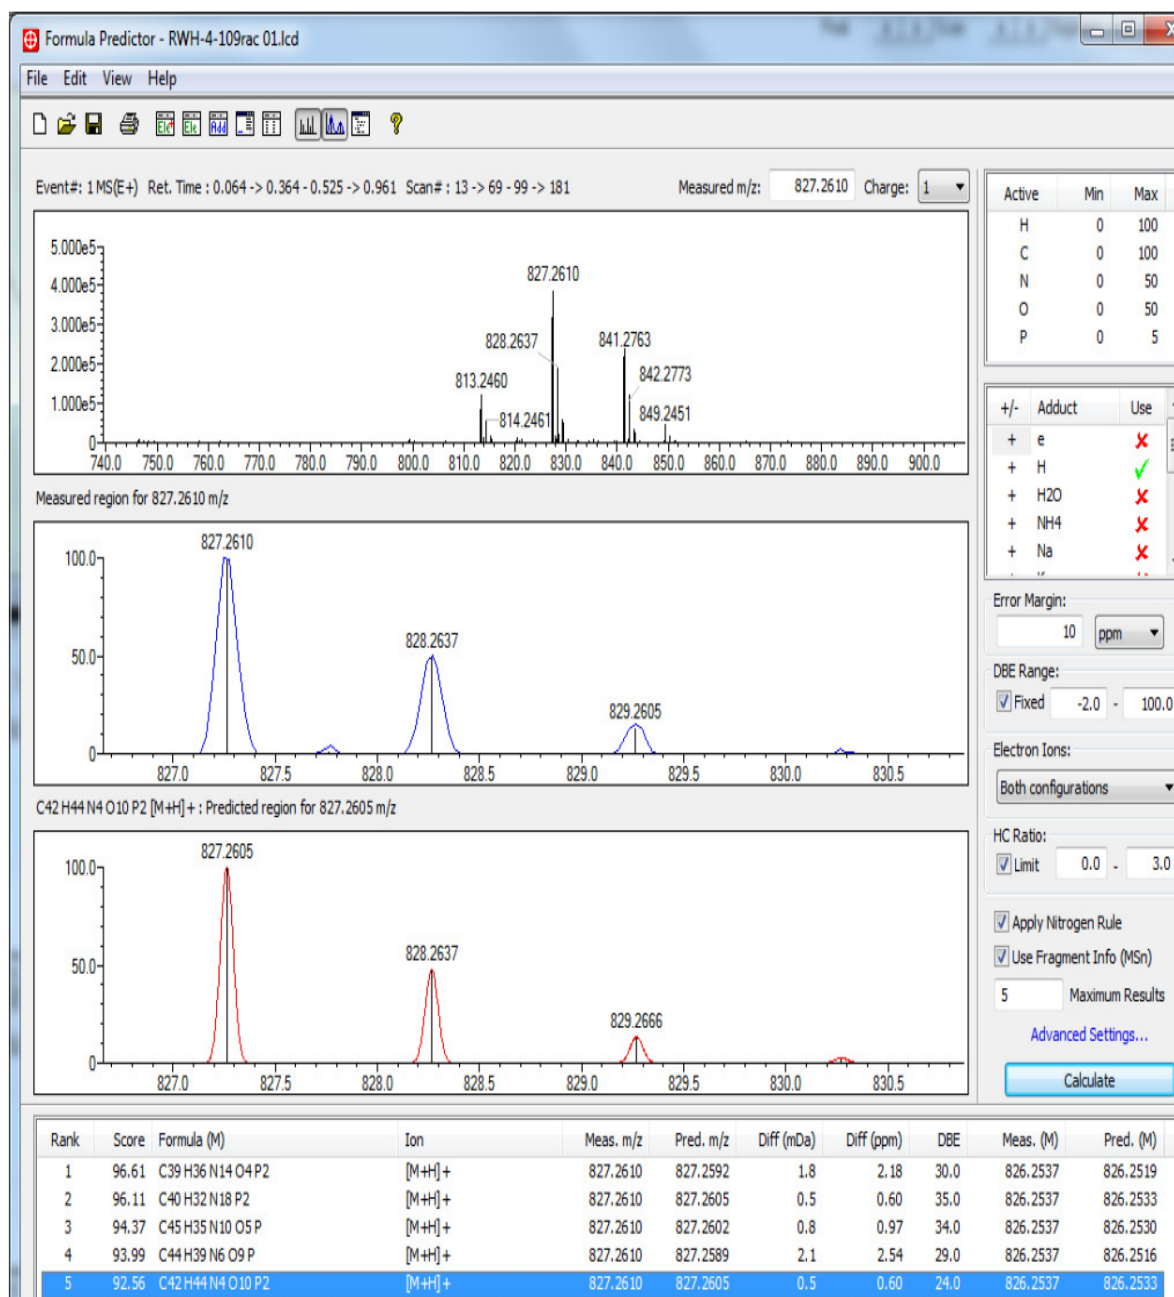 Formula Predictor - RWH-4-109rac 01.lcd
File Edit View Help
Event#: 1 MS(E+) Ret. Time : 0.064 -> 0.364 - 0.525 -> 0.961 Scan# : 13 -> 69 - 99 -> 181 Measured m/z: 827.2610 Charge: 1
5.000e5
4.000e5
3.000e5
2.000e5
1.000e5
0
827.2610
828.2637
841.2763
813.2460
842.2773
814.2461
849.2451
740.0 750.0 760.0 770.0 780.0 790.0 800.0 810.0 820.0 830.0 840.0 850.0 860.0 870.0 880.0 890.0 900.0
Measured region for 827.2610 m/z
827.2610
100.0
828.2637
50.0
829.2605
0
827.0 827.5 828.0 828.5 829.0 829.5 830.0 830.5
C42 H44 N4 O10 P2 [M+H]+ : Predicted region for 827.2605 m/z
827.2605
100.0
828.2637
50.0
829.2666
0
827.0 827.5 828.0 828.5 829.0 829.5 830.0 830.5
Active Min Max
H 0 100
C 0 100
N 0 50
O 0 50
P 0 5
+/- Adduct Use
+ e
+ H
+ H2O
+ NH4
+ Na
Error Margin:
10 ppm
DBE Range:
Fixed -2.0 - 100.0
Electron Ions:
Both configurations
HC Ratio:
Limit 0.0 - 3.0
Apply Nitrogen Rule
Use Fragment Info (MSn)
5 Maximum Results
Advanced Settings...
Calculate
Rank Score Formula (M) Ion Meas. m/z Pred. m/z Diff (mDa) Diff (ppm) DBE Meas. (M) Pred. (M)
1 96.61 C39 H36 N14 O4 P2 [M+H]+ 827.2610 827.2592 1.8 2.18 30.0 826.2537 826.2519
2 96.11 C40 H32 N18 P2 [M+H]+ 827.2610 827.2605 0.5 0.60 35.0 826.2537 826.2533
3 94.37 C45 H35 N10 O5 P [M+H]+ 827.2610 827.2602 0.8 0.97 34.0 826.2537 826.2530
4 93.99 C44 H39 N6 O9 P [M+H]+ 827.2610 827.2589 2.1 2.54 29.0 826.2537 826.2516
5 92.56 C42 H44 N4 O10 P2 [M+H]+ 827.2610 827.2605 0.5 0.60 24.0 826.2537 826.2533